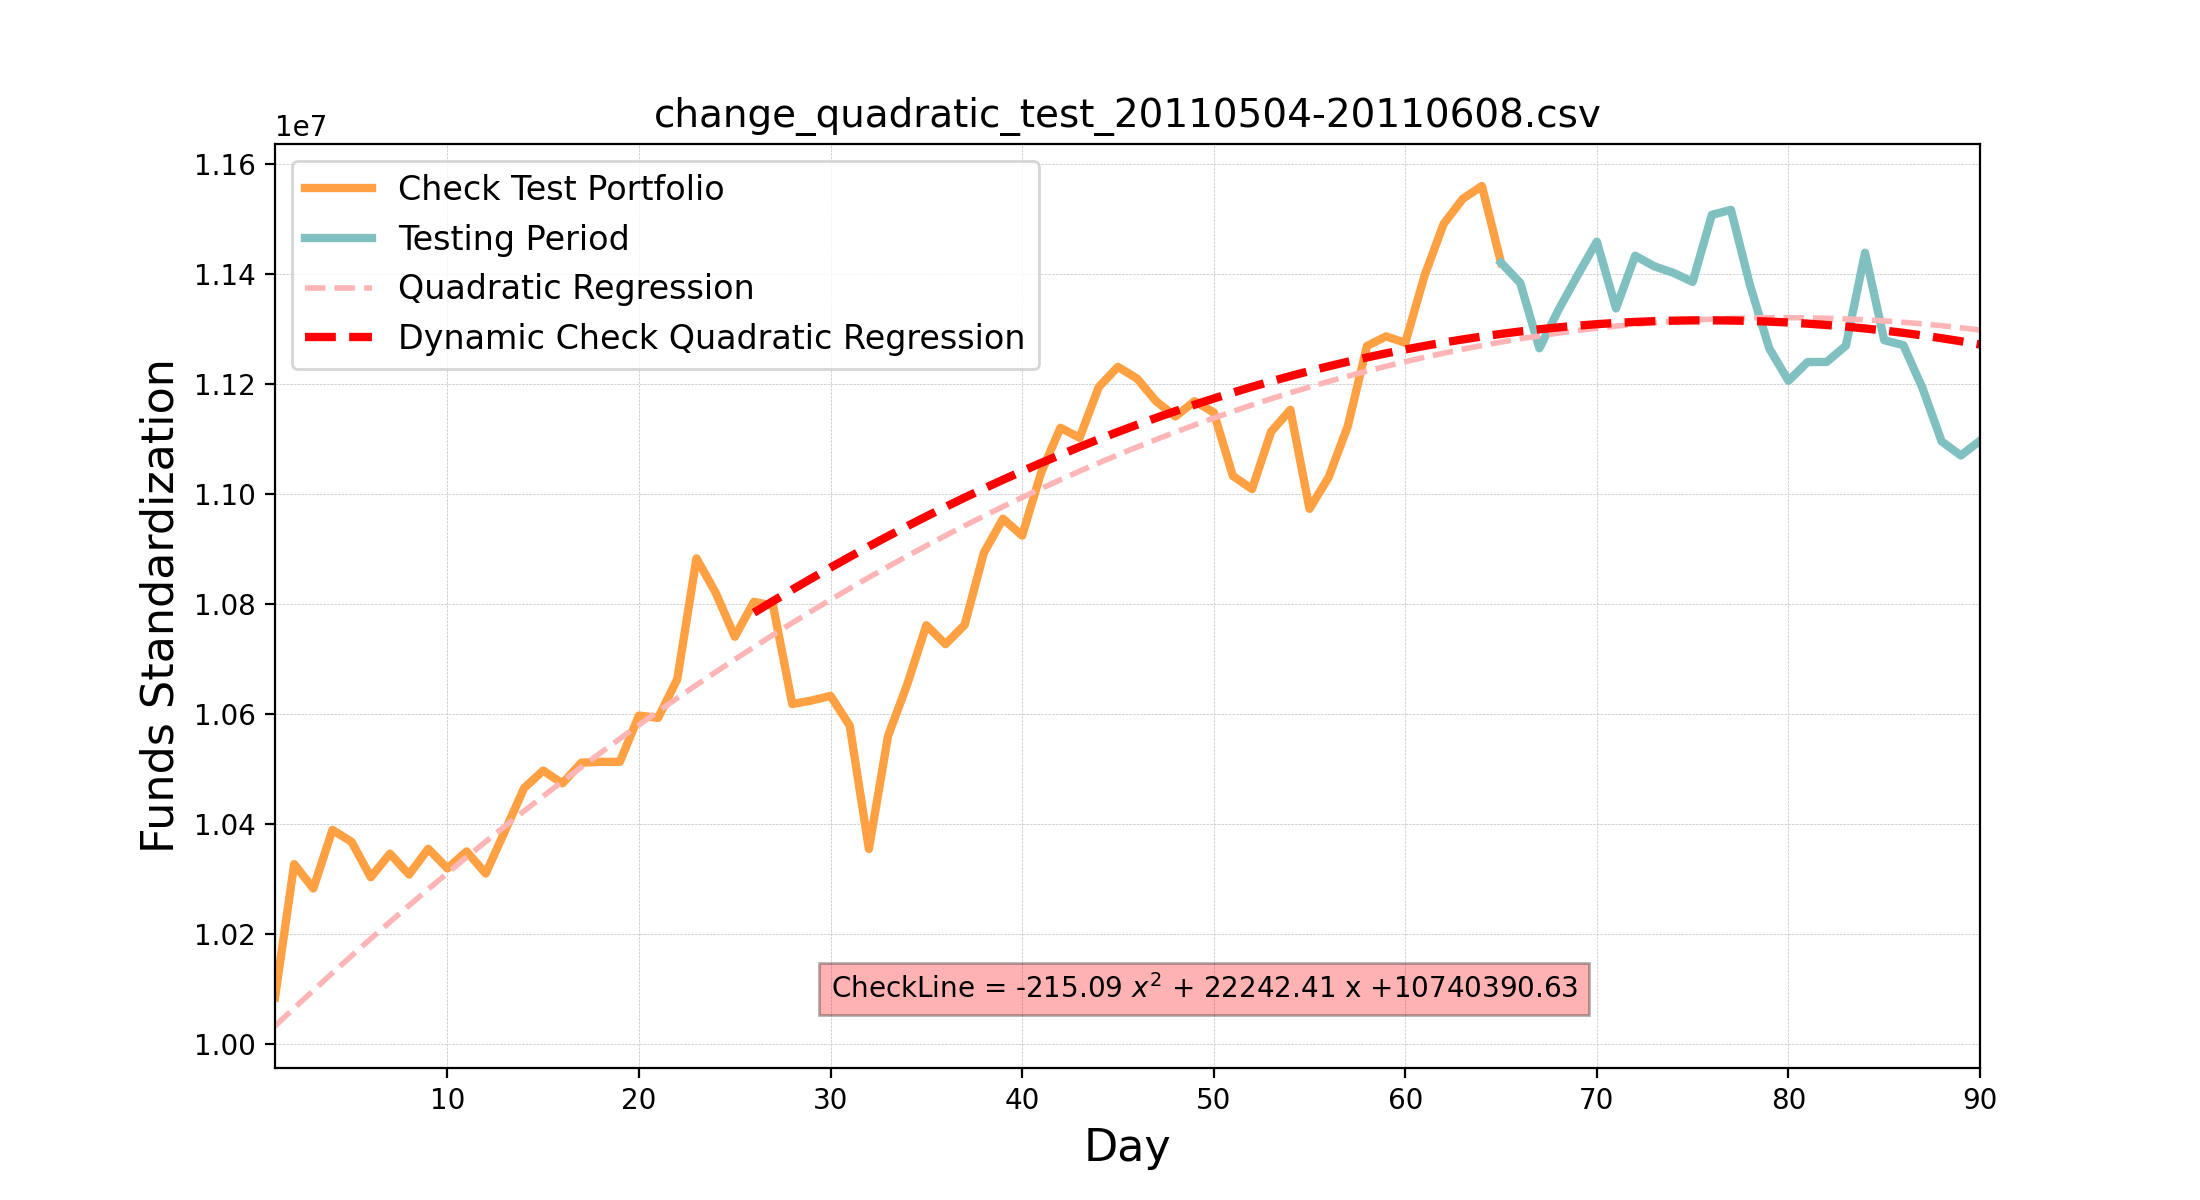 change_quadratic_test_20110504-20110608.csv
1e7
1.16
1.14
1.12
1.10
1.08
1.06
1.04
1.02
1.00
Funds Standardization
Check Test Portfolio
Testing Period
Quadratic Regression
Dynamic Check Quadratic Regression
CheckLine = -215.09 x² + 22242.41 x +10740390.63
10 20 30 40 50 60 70 80 90
Day